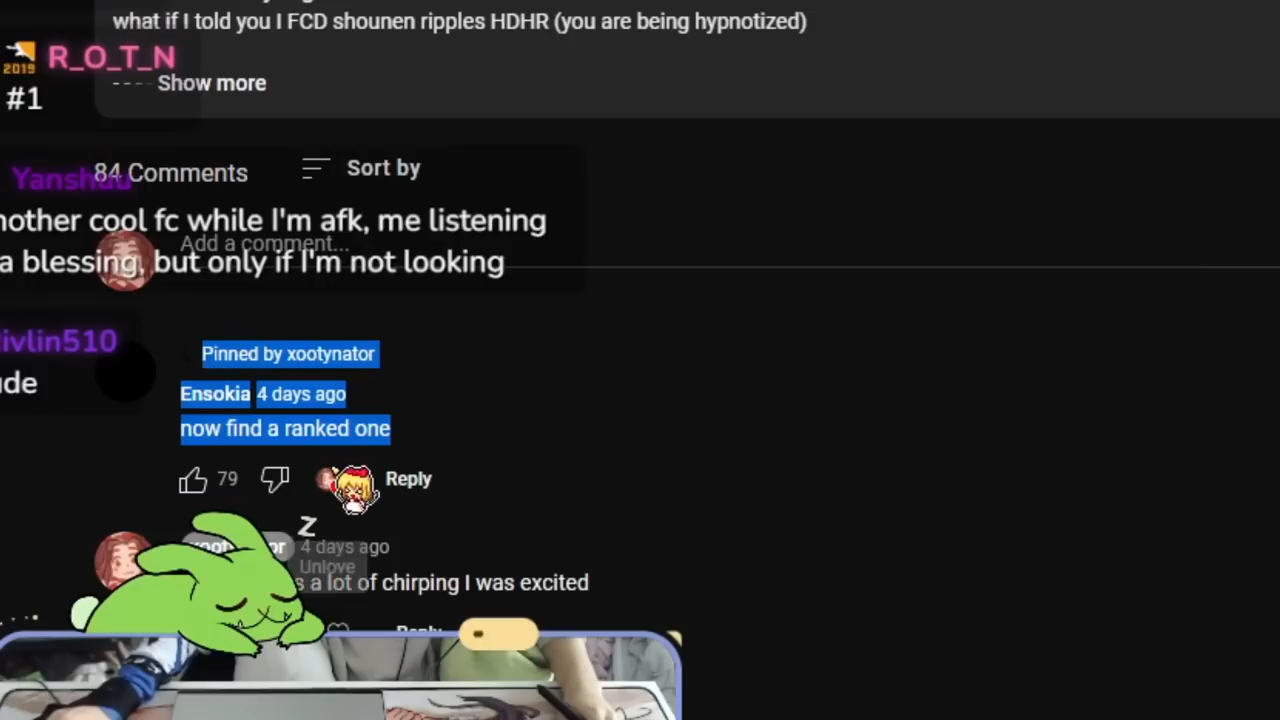 what if I told you I FCD shounen ripples HDHR (you are being hypnotized)
2019 R_O_T_N
---- Show more
#1
84 Comments
Sort by
Yanshuu
nother cool fc while I'm afk, me listening
Add a comment...
a blessing, but only if I'm not looking
ivlin510
Pinned by xootynator
ude
Ensokia 4 days ago
now find a ranked one
79
Reply
Z
4 days ago
Unlove
s a lot of chirping I was excited
Reply